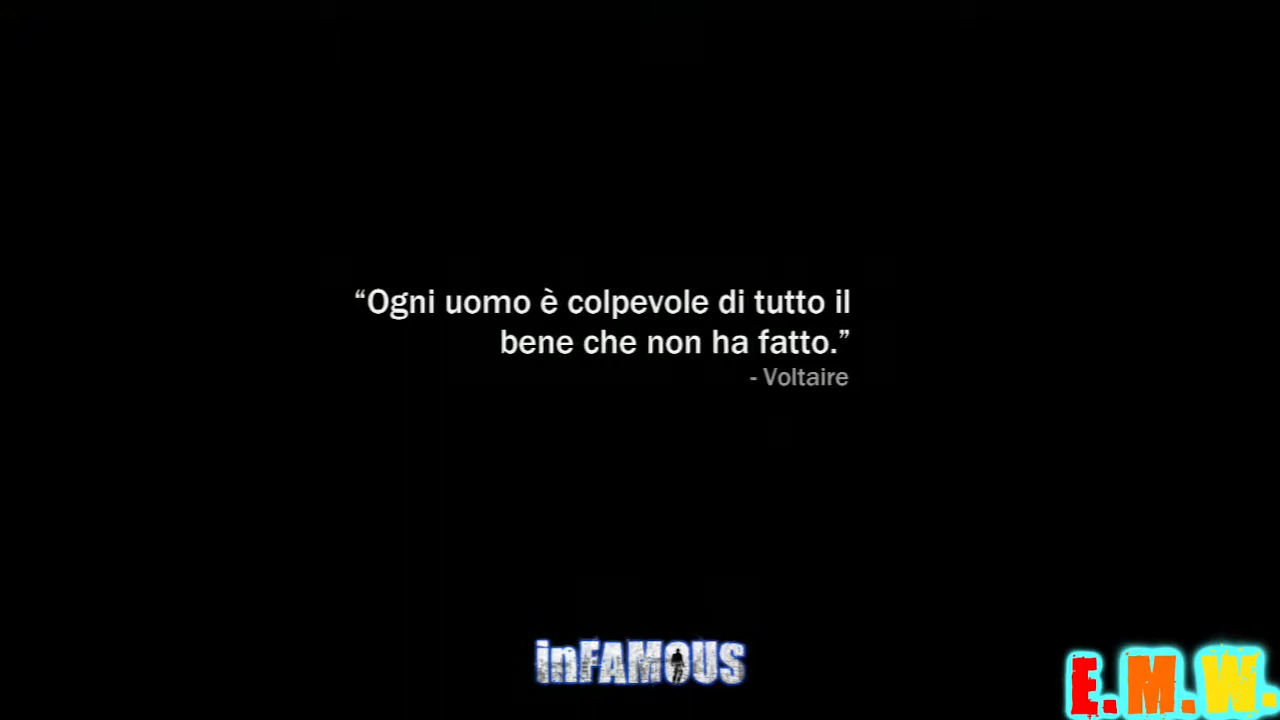 “Ogni uomo è colpevole di tutto il
bene che non ha fatto.”
- Voltaire
inFAMOUS
E.M.W.